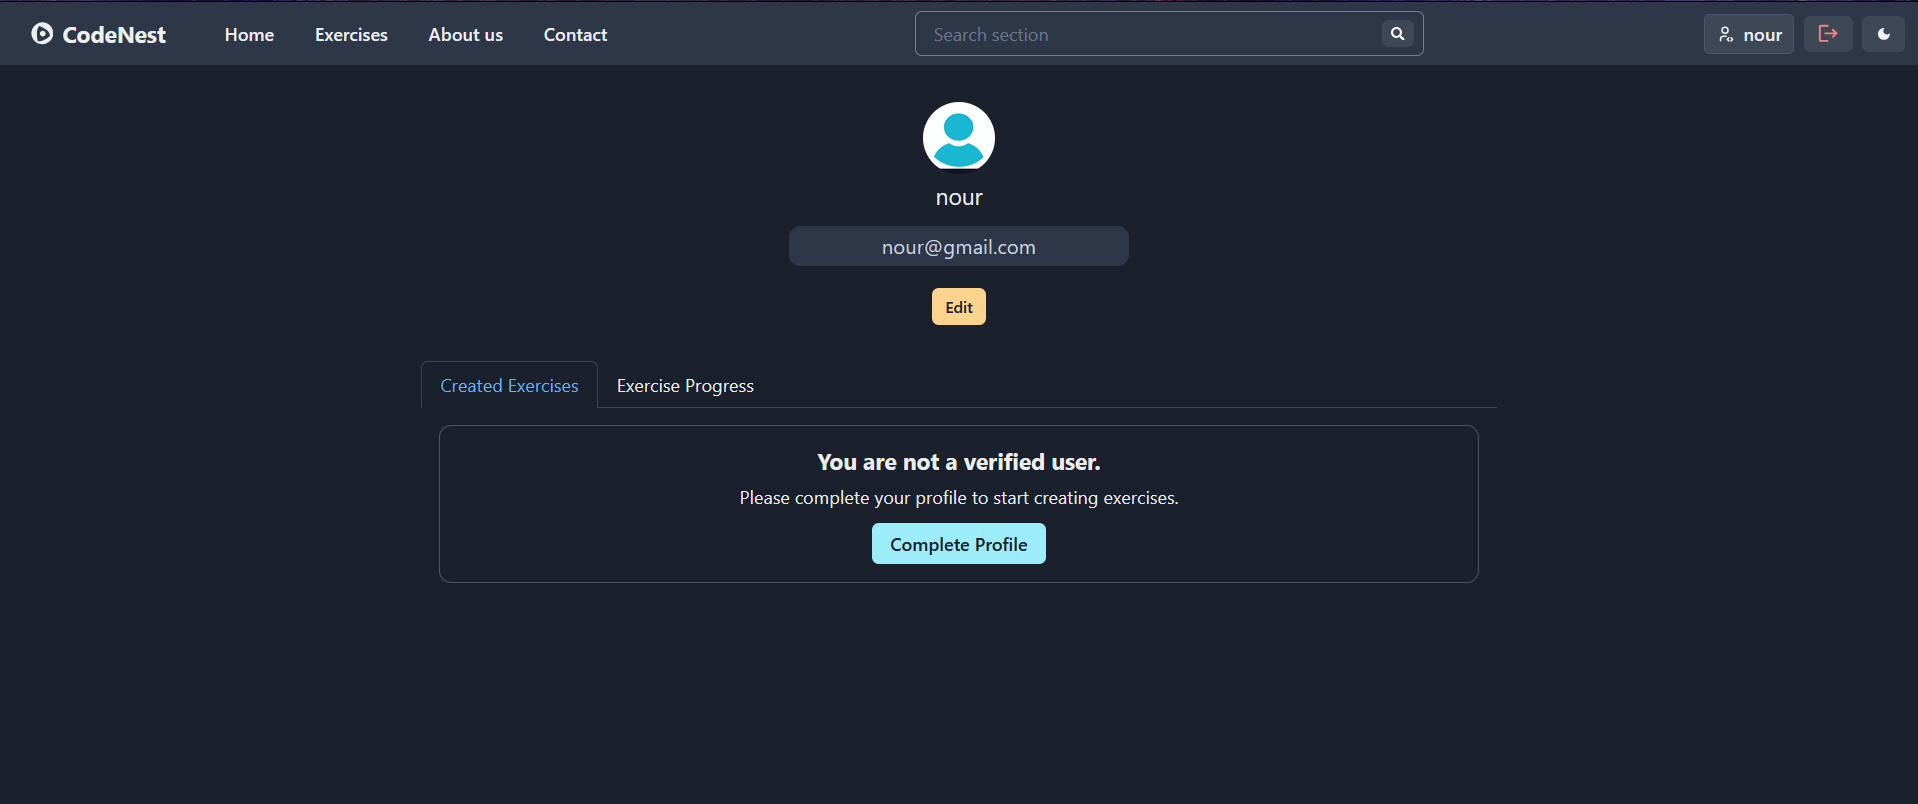 CodeNest Home Exercises About us Contact Search section nour
nour
nour@gmail.com
Edit
Created Exercises Exercise Progress
You are not a verified user.
Please complete your profile to start creating exercises.
Complete Profile